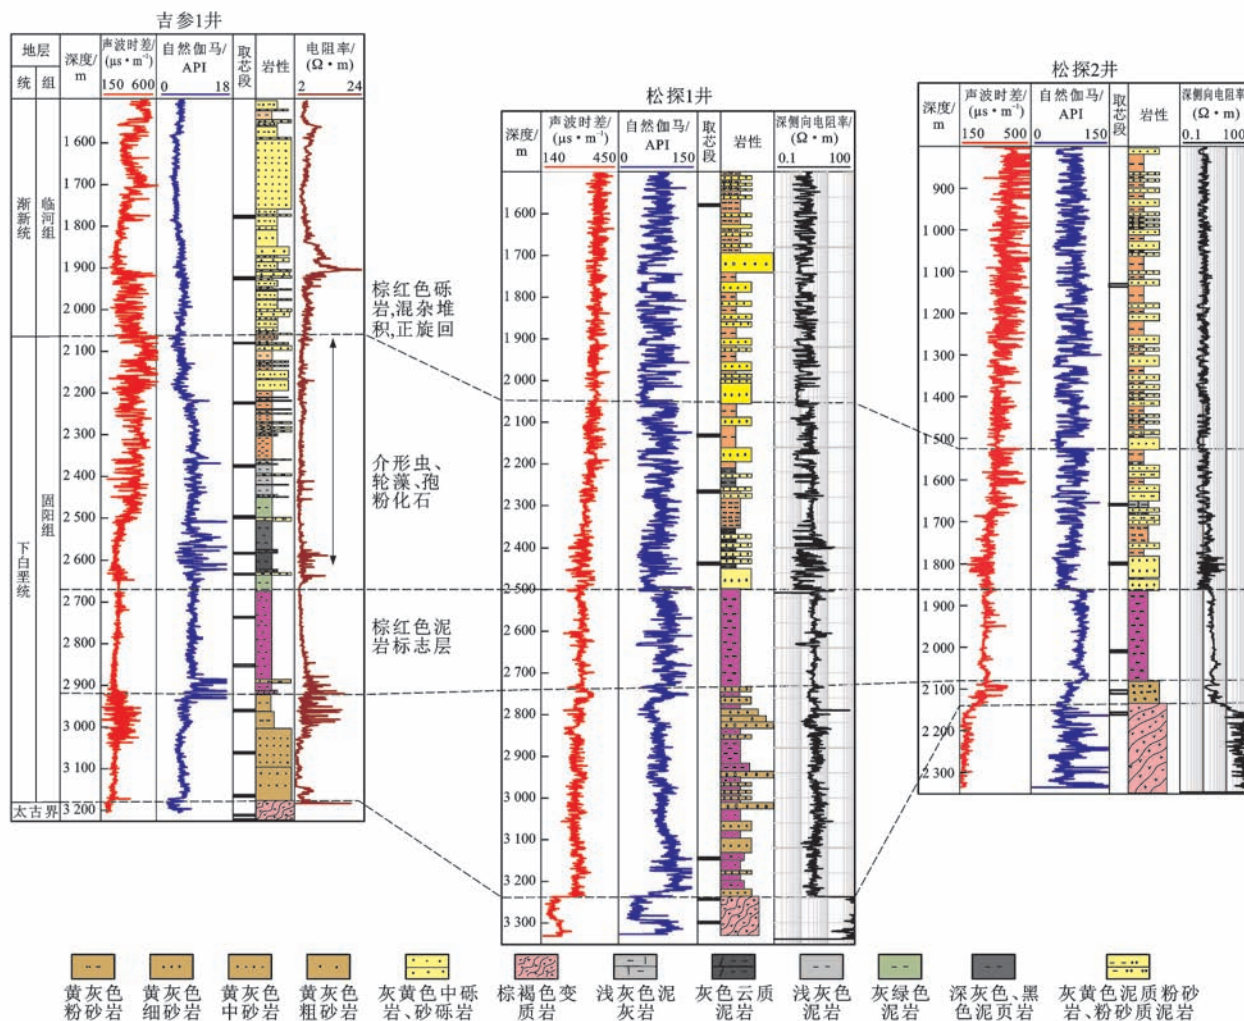 吉参1井
地层
统
组
深度/
m
声波时差/
(μs·m⁻¹)
150 600
自然伽马/
API
0 18
取芯段
岩性
电阻率/
(Ω·m)
2 24
1 600
1 700
1 800
1 900
2 000
2 100
2 200
2 300
2 400
2 500
2 600
2 700
2 800
2 900
3 000
3 100
3 200
渐新统
临河组
下白垩统
固阳组
太古界
棕红色砾
岩,混杂堆
积,正旋回
介形虫、
轮藻、孢
粉化石
棕红色泥
岩标志层
松探1井
深度/
m
声波时差/
(μs·m⁻¹)
140 450
自然伽马/
API
0 150
取芯段
岩性
深侧向电阻率/
(Ω·m)
0.1 100
1 600
1 700
1 800
1 900
2 000
2 100
2 200
2 300
2 400
2 500
2 600
2 700
2 800
2 900
3 000
3 100
3 200
3 300
松探2井
深度/
m
声波时差/
(μs·m⁻¹)
150 500
自然伽马/
API
0 150
取芯段
岩性
深侧向电阻率/
(Ω·m)
0.1 100
900
1 000
1 100
1 200
1 300
1 400
1 500
1 600
1 700
1 800
1 900
2 000
2 100
2 200
2 300
黄灰色
粉砂岩
黄灰色
细砂岩
黄灰色
中砂岩
黄灰色
粗砂岩
灰黄色中砾
岩、砂砾岩
棕褐色变
质岩
浅灰色泥
灰岩
灰色云质
泥岩
浅灰色
泥岩
灰绿色
泥岩
深灰色、黑
色泥页岩
灰黄色泥质粉砂
岩、粉砂质泥岩